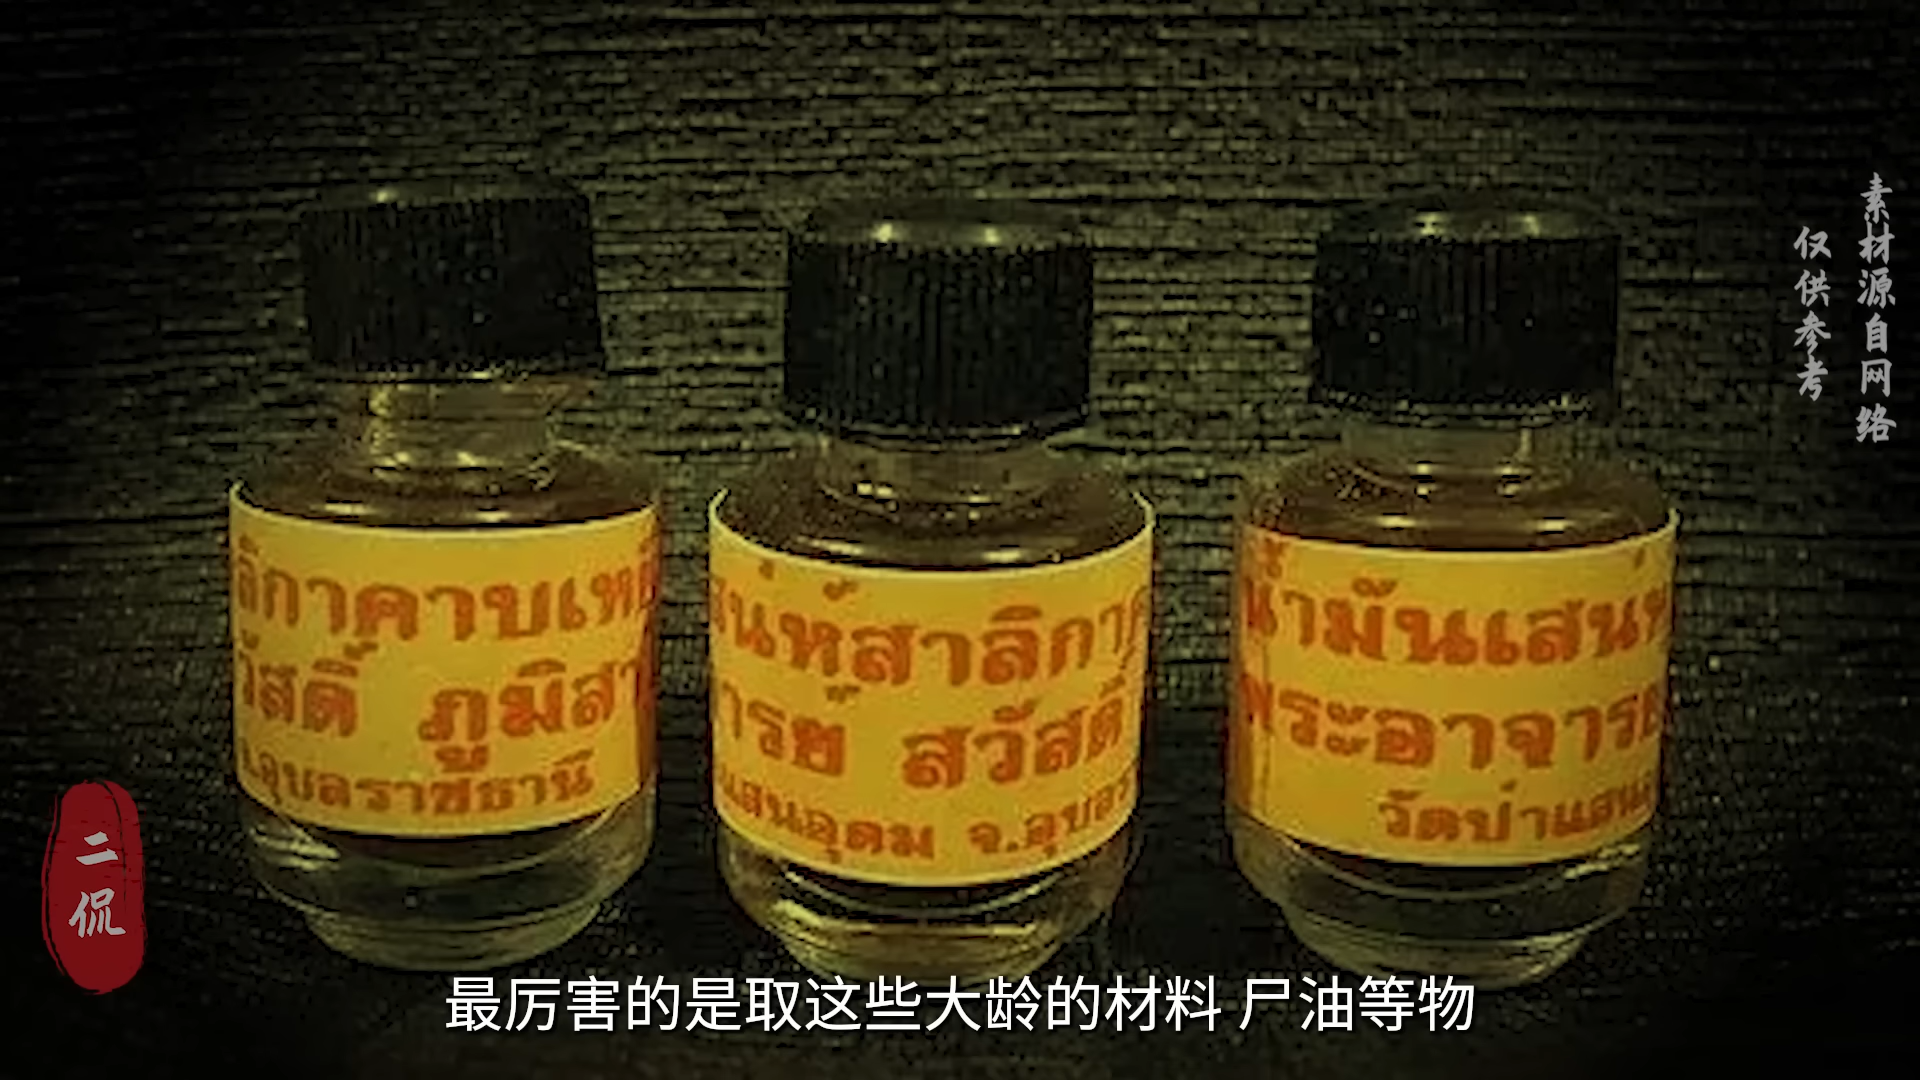 素材源自网络
仅供参考
ลิกาคาบเหยื
วัสดิ์ ภูมิสา
อุบลราชธานี
สน่ห์สาลิกาค
ารย์ สวัสดิ์
แสนอุดม จ.อุบลร
น้ำมันเสน่ห์
พระอาจารย์
วัดป่าแสน
二侃
最厉害的是取这些大龄的材料 尸油等物